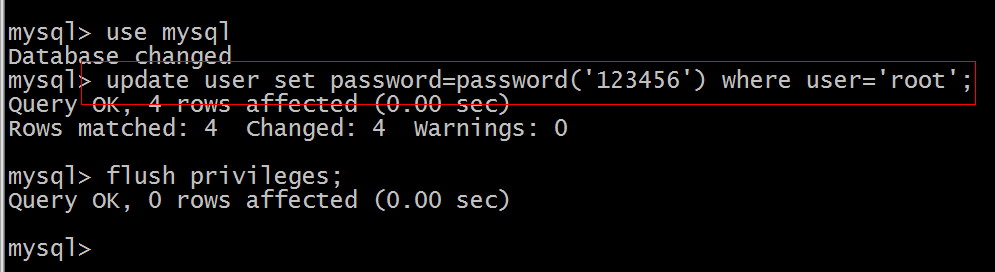 mysql> use mysql
Database changed
mysql> update user set password=password('123456') where user='root';
Query OK, 4 rows affected (0.00 sec)
Rows matched: 4  Changed: 4  Warnings: 0
mysql> flush privileges;
Query OK, 0 rows affected (0.00 sec)
mysql>